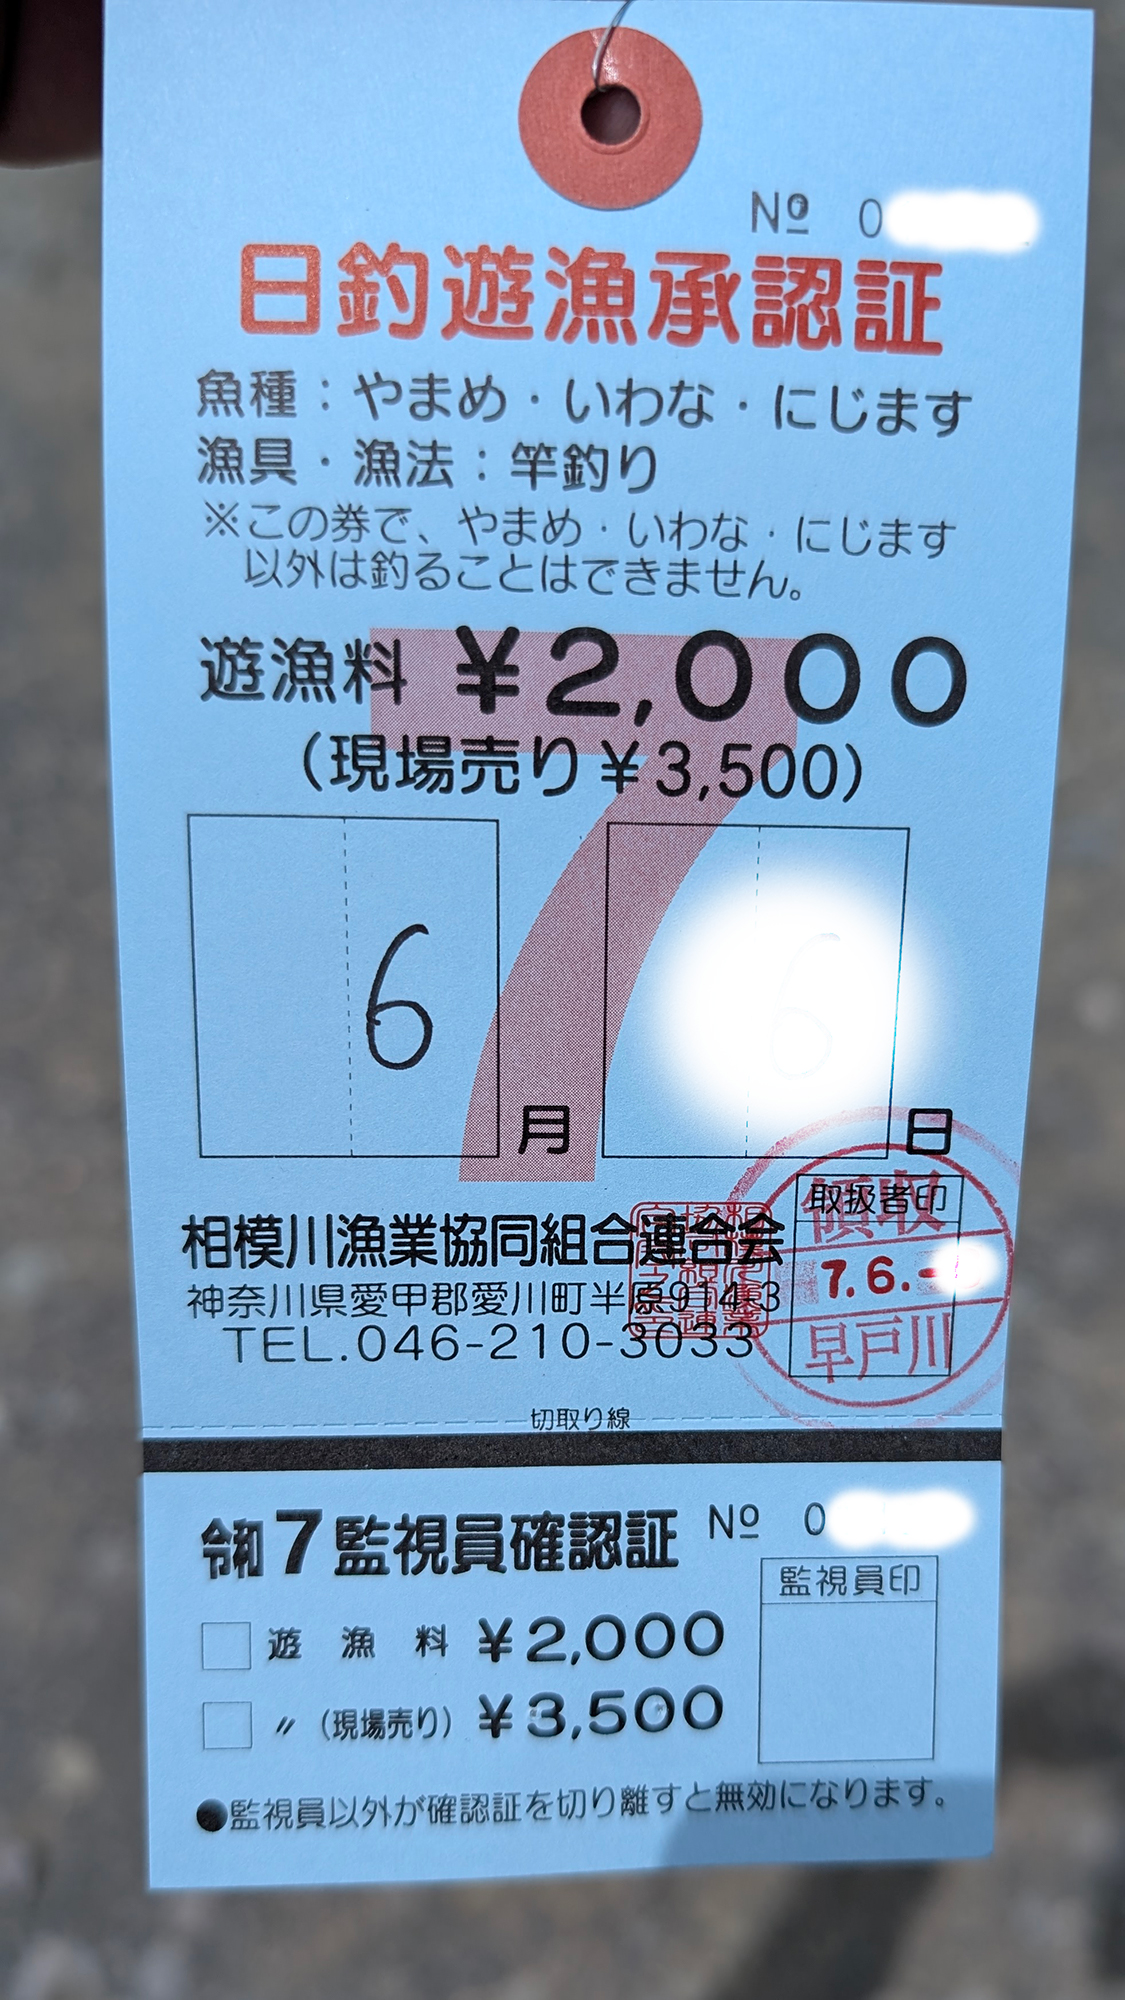 № 0
日釣遊漁承認証
魚種：やまめ・いわな・にじます
漁具・漁法：竿釣り
※この券で、やまめ・いわな・にじます
以外は釣ることはできません。
遊漁料 ¥2,000
（現場売り¥3,500）
7
6月 日
相模川漁業協同組合連合会
神奈川県愛甲郡愛川町半原914-3
TEL.046-210-3033
取扱者印
領収
7.6.-
早戸川
切取り線
令和7監視員確認証 № 0
監視員印
遊漁料 ¥2,000
〃（現場売り）¥3,500
●監視員以外が確認証を切り離すと無効になります。